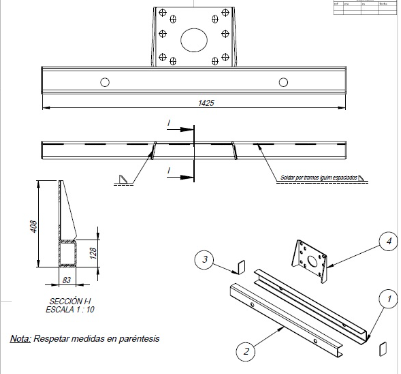 1425
I
Soldar por tramos igual espaciados
I
408
128
83
SECCIÓN I-I
ESCALA 1 : 10
3
4
1
2
Nota: Respetar medidas en paréntesis